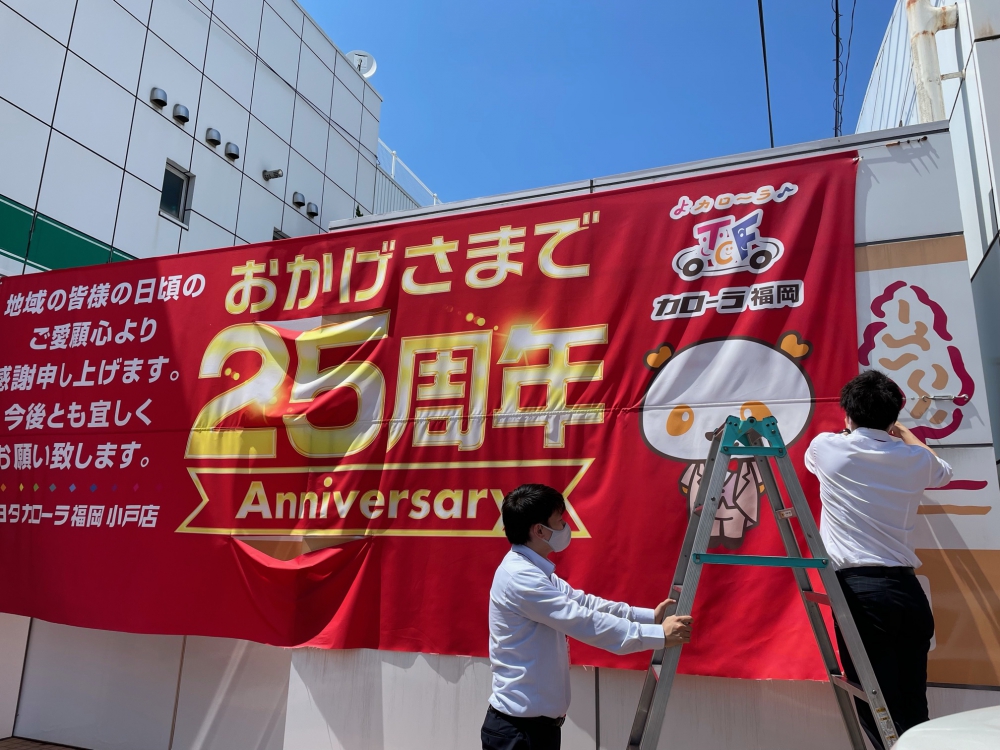 地域の皆様の日頃の
ご愛顧心より
感謝申し上げます。
今後とも宜しく
お願い致します。
ヨタカローラ福岡 小戸店
おかげさまで
25周年
Anniversary
よカロ〜ラ♪
TCF
カローラ福岡